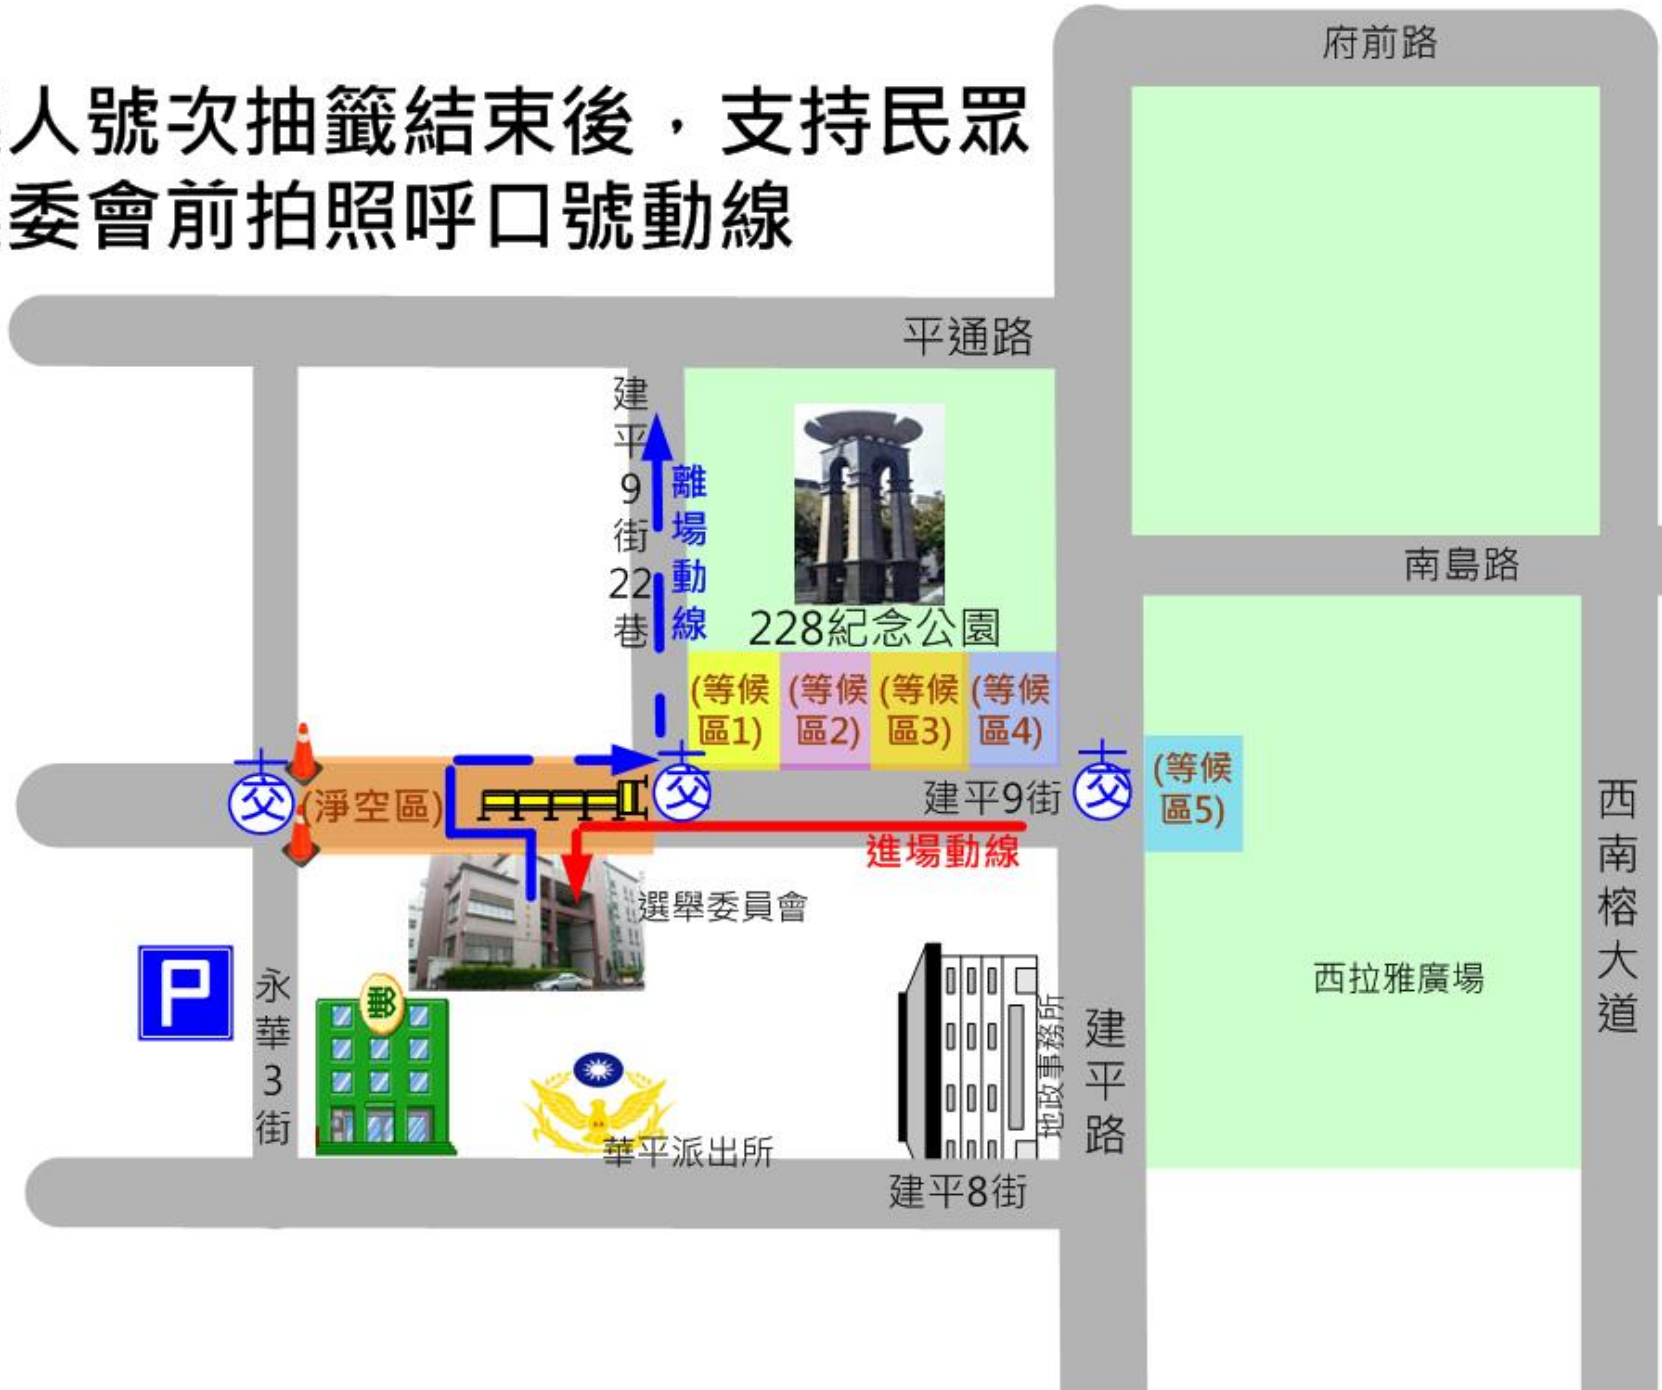 人號次抽籤結束後，支持民眾
委會前拍照呼口號動線
府前路
平通路
建平9街22巷
離場動線
228紀念公園
南島路
(等候
區1)
(等候
區2)
(等候
區3)
(等候
區4)
(等候
區5)
交
(淨空區)
交
建平9街
交
進場動線
選舉委員會
西南榕大道
西拉雅廣場
P
永華3街
華平派出所
地政事務所
建平路
建平8街